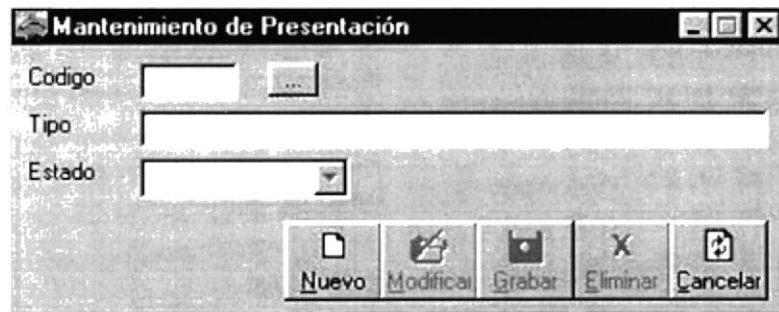 Mantenimiento de Presentación
Codigo
...
Tipo
Estado
Nuevo Modificar Grabar Eliminar Cancelar